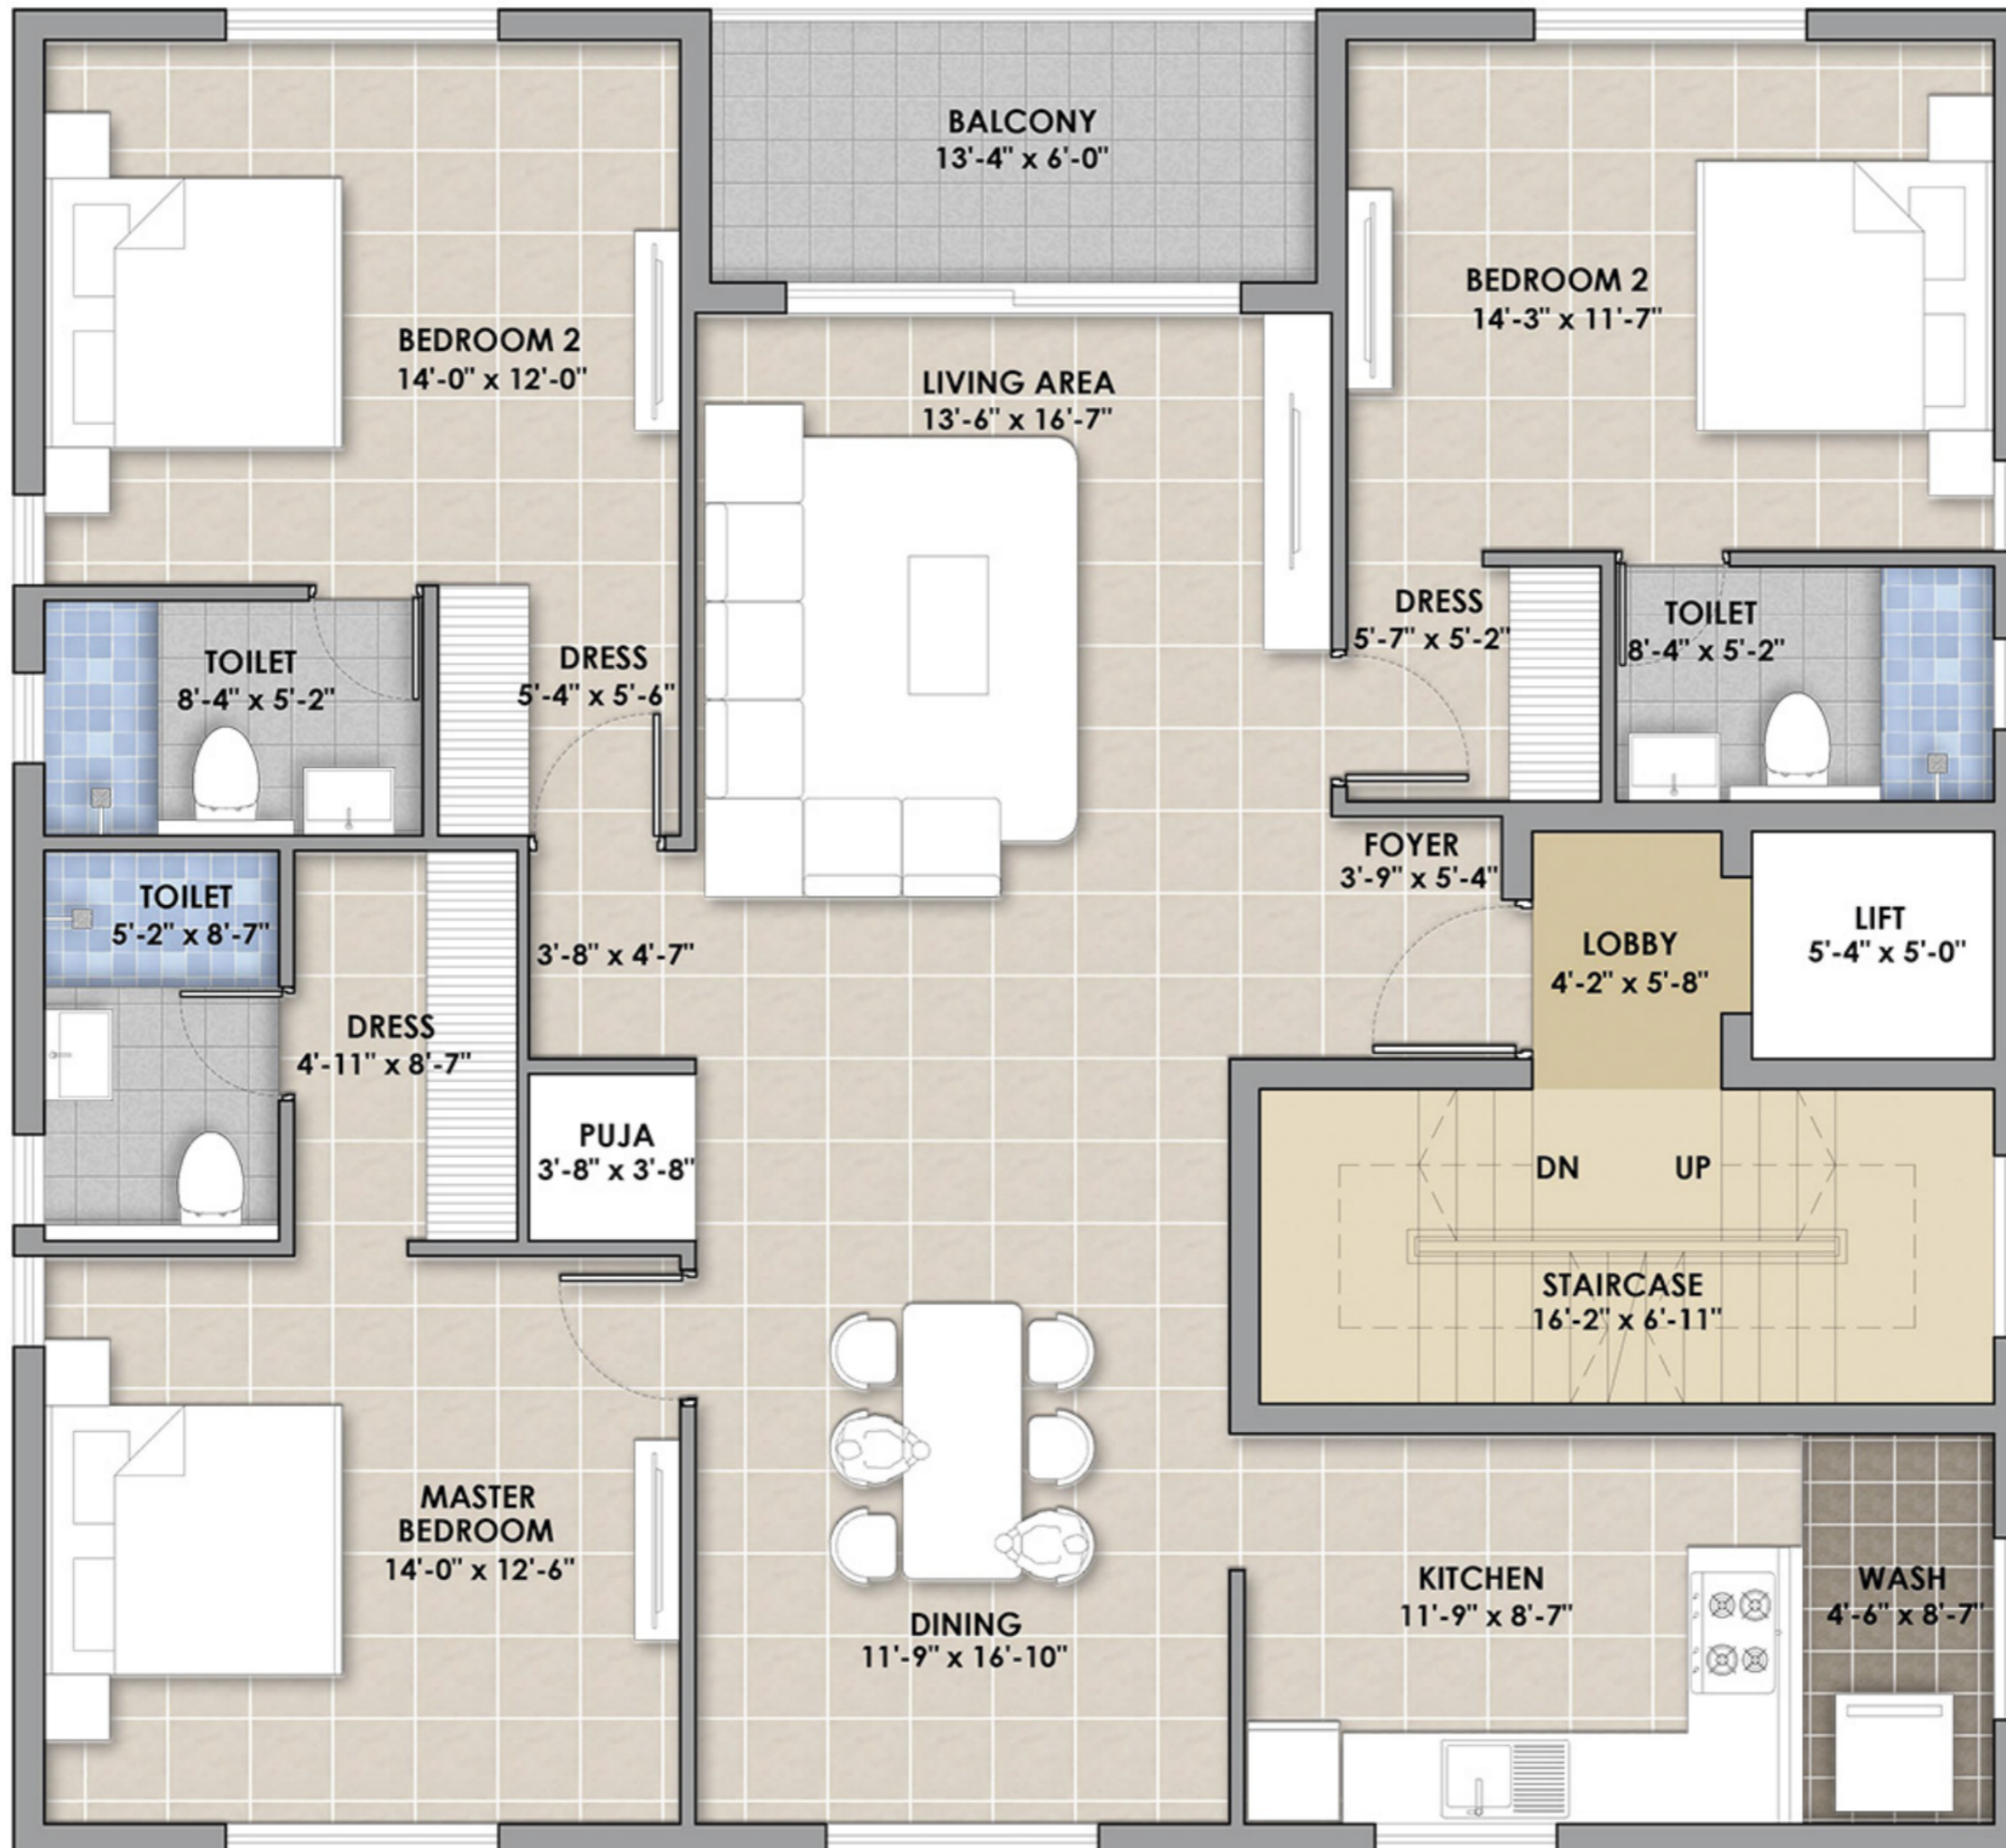 BALCONY
13'-4" x 6'-0"
BEDROOM 2
14'-0" x 12'-0"
BEDROOM 2
14'-3" x 11'-7"
LIVING AREA
13'-6" x 16'-7"
TOILET
8'-4" x 5'-2"
DRESS
5'-4" x 5'-6"
DRESS
5'-7" x 5'-2"
TOILET
8'-4" x 5'-2"
TOILET
5'-2" x 8'-7"
3'-8" x 4'-7"
FOYER
3'-9" x 5'-4"
LOBBY
4'-2" x 5'-8"
LIFT
5'-4" x 5'-0"
DRESS
4'-11" x 8'-7"
PUJA
3'-8" x 3'-8"
DN UP
STAIRCASE
16'-2" x 6'-11"
MASTER
BEDROOM
14'-0" x 12'-6"
DINING
11'-9" x 16'-10"
KITCHEN
11'-9" x 8'-7"
WASH
4'-6" x 8'-7"